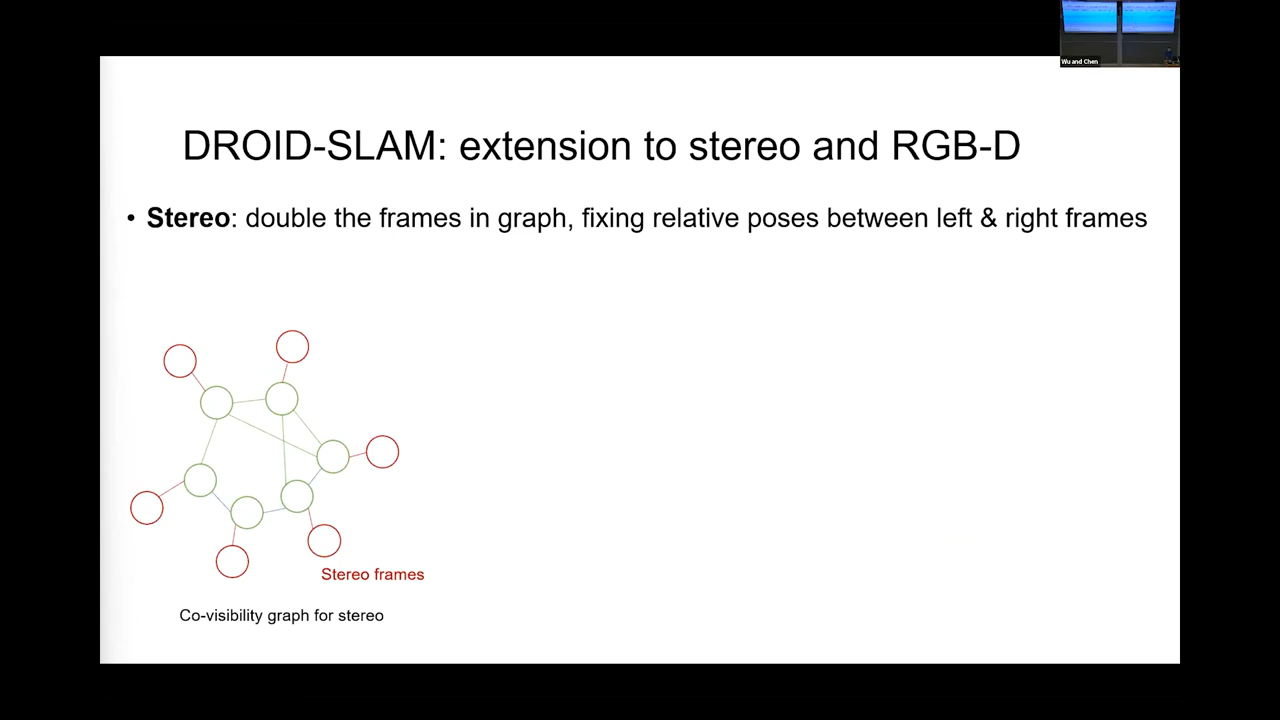 Wu and Chen
DROID-SLAM: extension to stereo and RGB-D
• Stereo: double the frames in graph, fixing relative poses between left & right frames
Stereo frames
Co-visibility graph for stereo